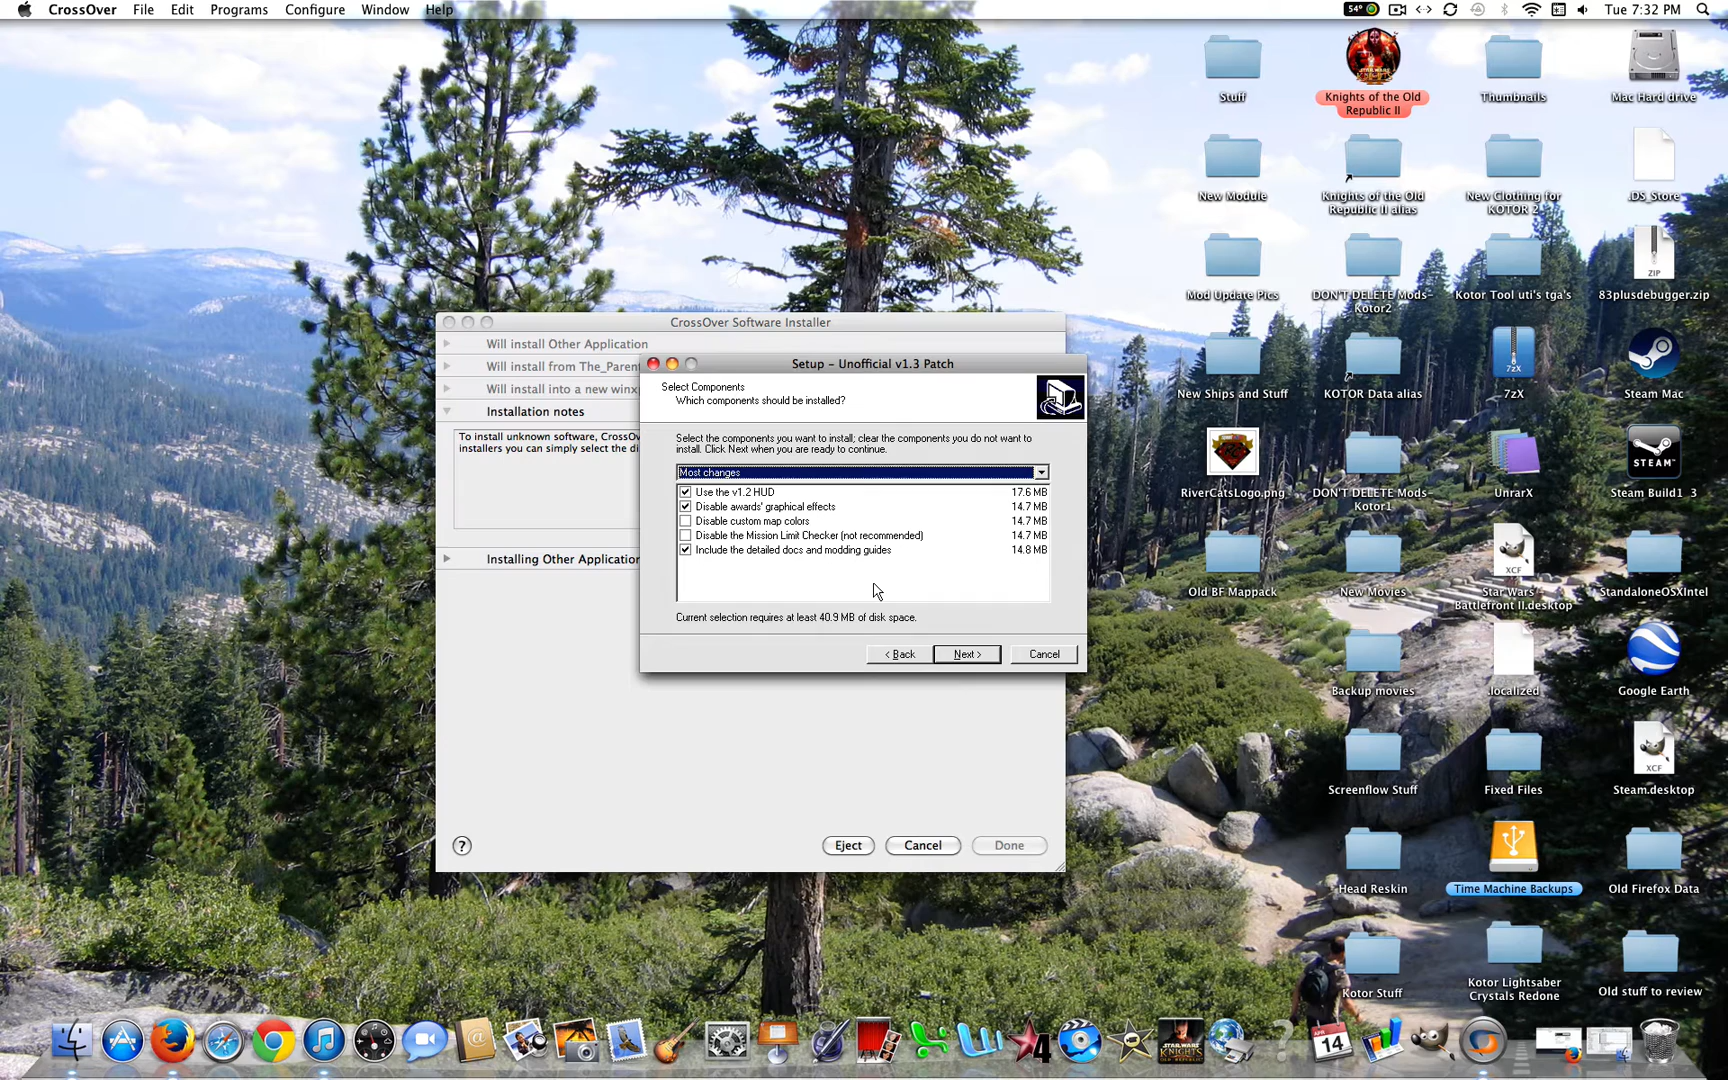 CrossOver File Edit Programs Configure Window Help
54° Tue 7:32 PM
Stuff
Knights of the Old
Republic II
Thumbnails
Mac Hard drive
New Module
Knights of the Old
Republic II alias
New Clothing for
KOTOR 2
.DS_Store
Mod Update Pics
DON'T DELETE Mods-
Kotor2
Kotor Tool uti's tga's
ZIP
83plusdebugger.zip
New Ships and Stuff
KOTOR Data alias
7zX
7zX
Steam Mac
RiverCatsLogo.png
DON'T DELETE Mods-
Kotor1
UnrarX
STEAM
Steam Build1_3
Old BF Mappack
New Movies
XCF
Star Wars
Battlefront II.desktop
StandaloneOSXIntel
Backup movies
.localized
Google Earth
Screenflow Stuff
Fixed Files
XCF
Steam.desktop
Head Reskin
Time Machine Backups
Old Firefox Data
Kotor Stuff
Kotor Lightsaber
Crystals Redone
Old stuff to review
CrossOver Software Installer
Will install Other Application
Will install from The_Paren
Will install into a new winxp
Installation notes
To install unknown software, CrossOv
installers you can simply select the di
Installing Other Application
? Eject Cancel Done
Setup - Unofficial v1.3 Patch
Select Components
Which components should be installed?
Select the components you want to install; clear the components you do not want to
install. Click Next when you are ready to continue.
Most changes
Use the v1.2 HUD 17.6 MB
Disable awards' graphical effects 14.7 MB
Disable custom map colors 14.7 MB
Disable the Mission Limit Checker (not recommended) 14.7 MB
Include the detailed docs and modding guides 14.8 MB
Current selection requires at least 40.9 MB of disk space.
< Back Next > Cancel
4
APR
14